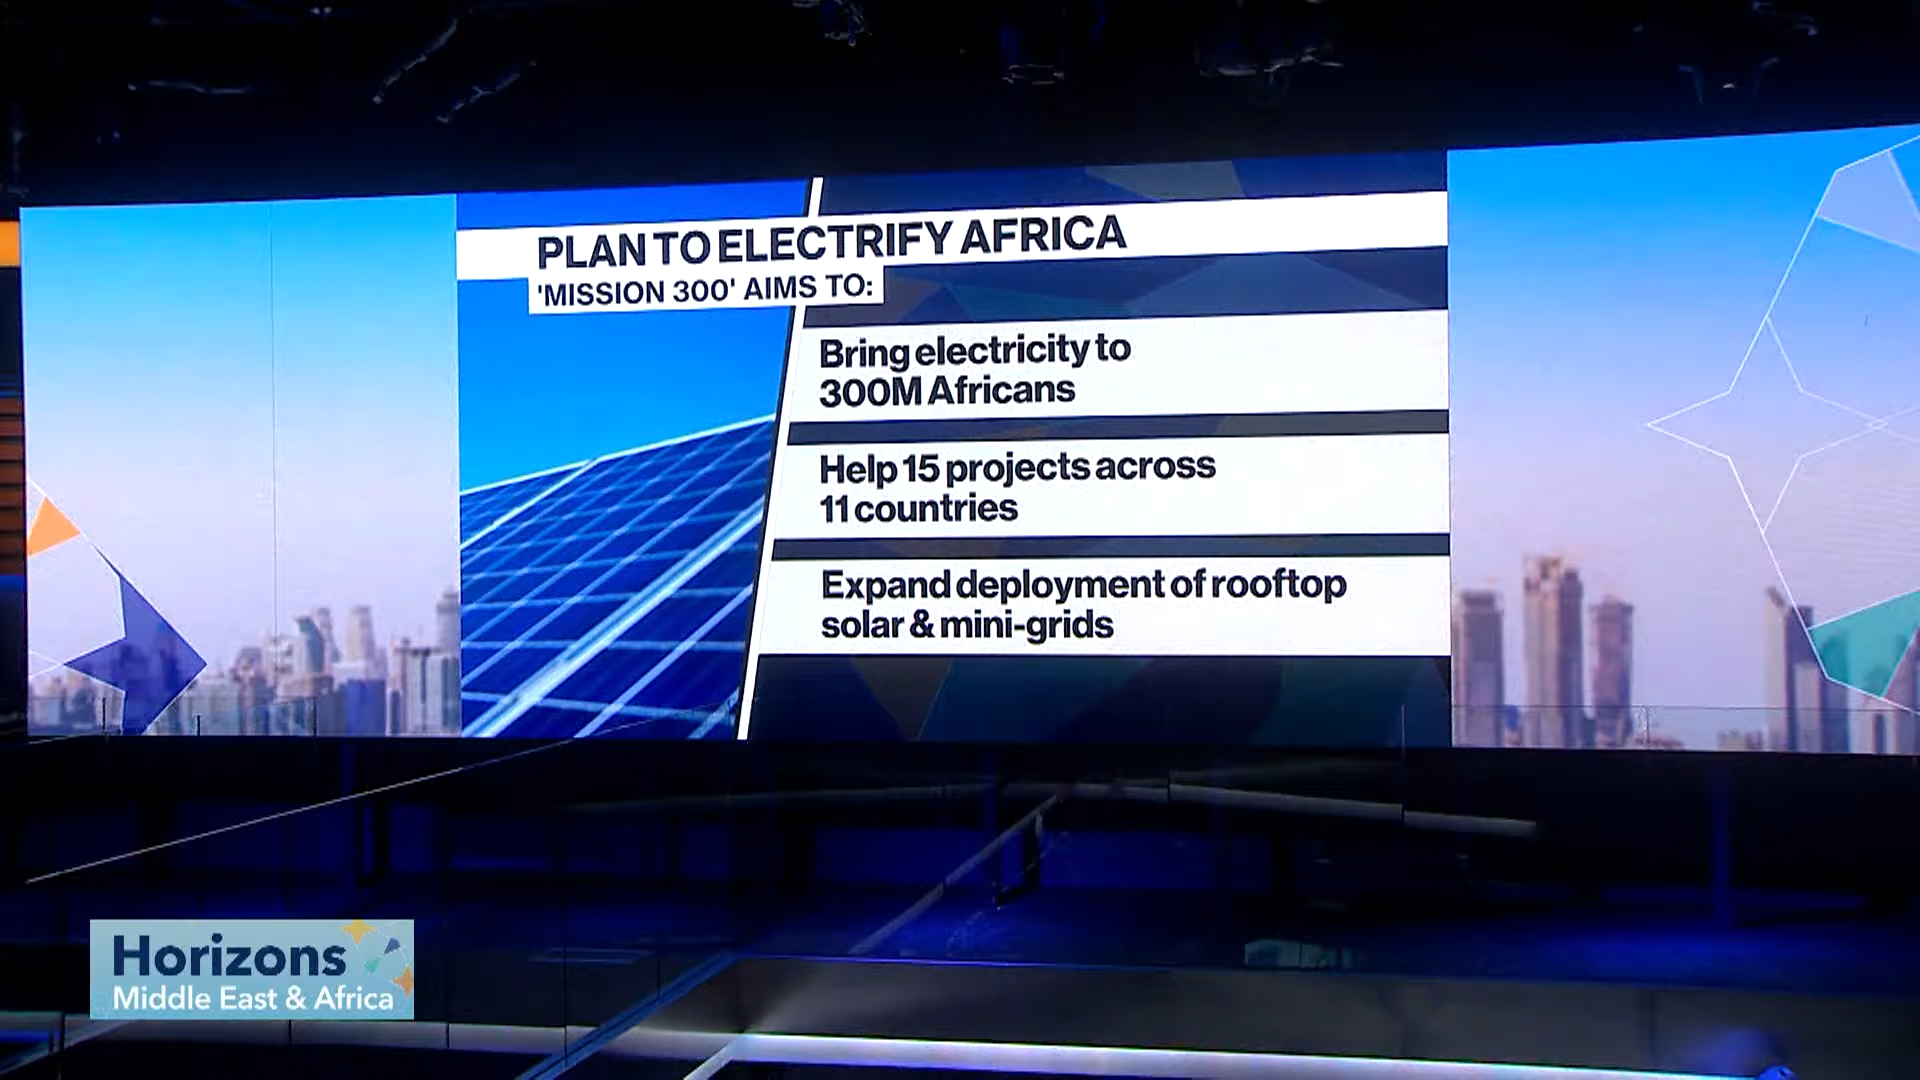 PLAN TO ELECTRIFY AFRICA
'MISSION 300' AIMS TO:
Bring electricity to
300M Africans
Help 15 projects across
11 countries
Expand deployment of rooftop
solar & mini-grids
Horizons
Middle East & Africa